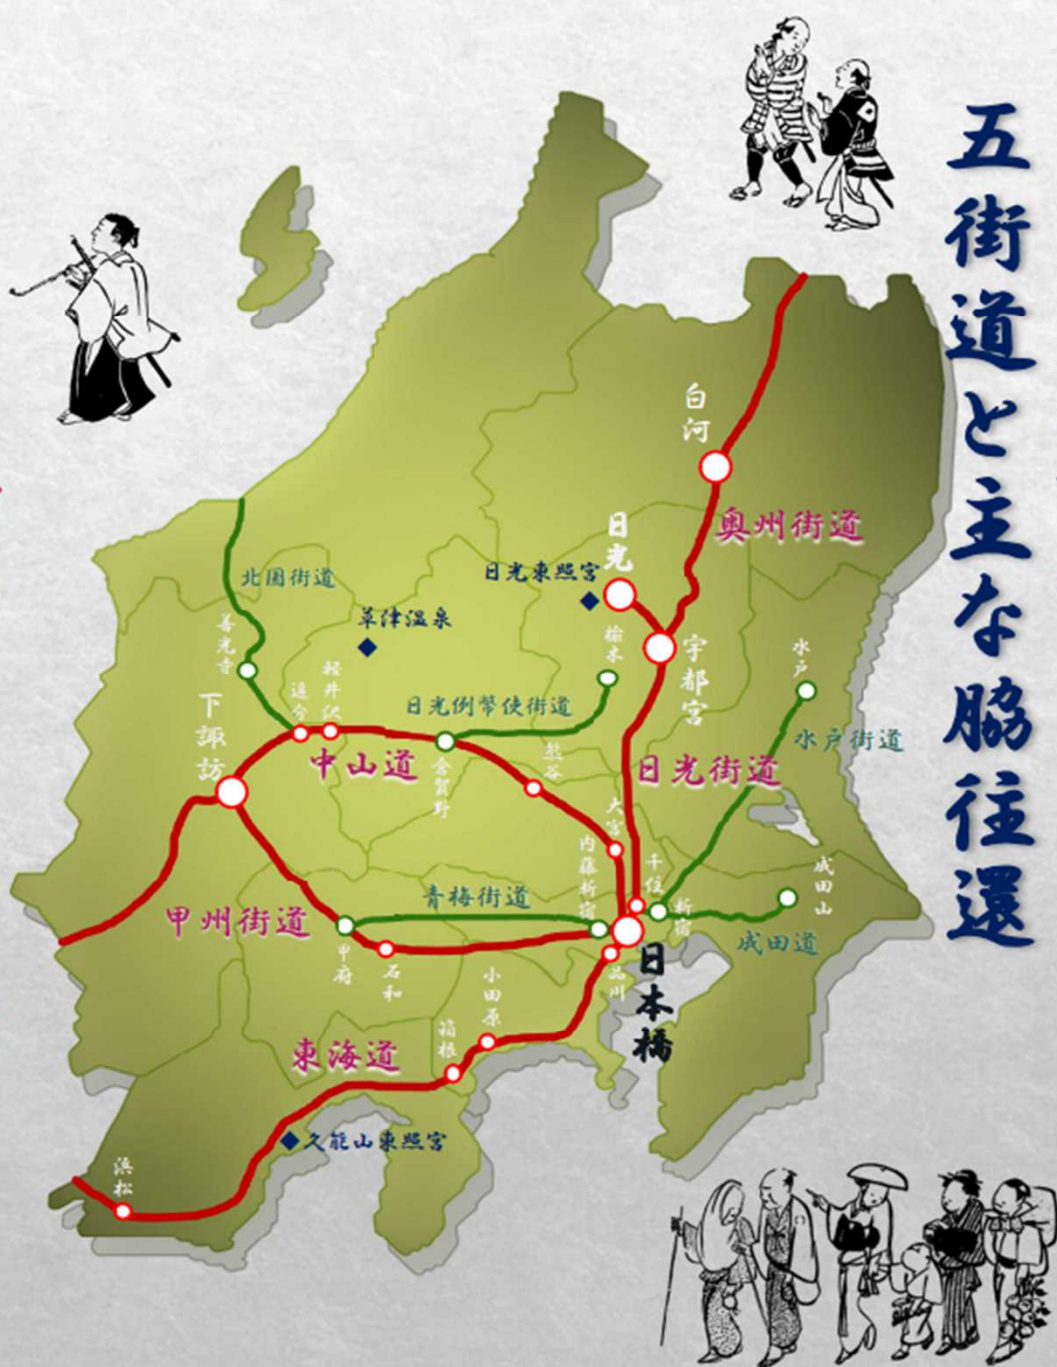 五街道と主な脇往還
白河
奥州街道
日光
日光東照宮
北国街道
草津温泉
楡木
宇都宮
水戸
善光寺
追分
軽井沢
日光例幣使街道
下諏訪
中山道
倉賀野
熊谷
日光街道
水戸街道
大宮
内藤新宿
千住
新宿
成田山
青梅街道
甲州街道
成田道
甲府
石和
小田原
品川
日本橋
箱根
東海道
久能山東照宮
浜松